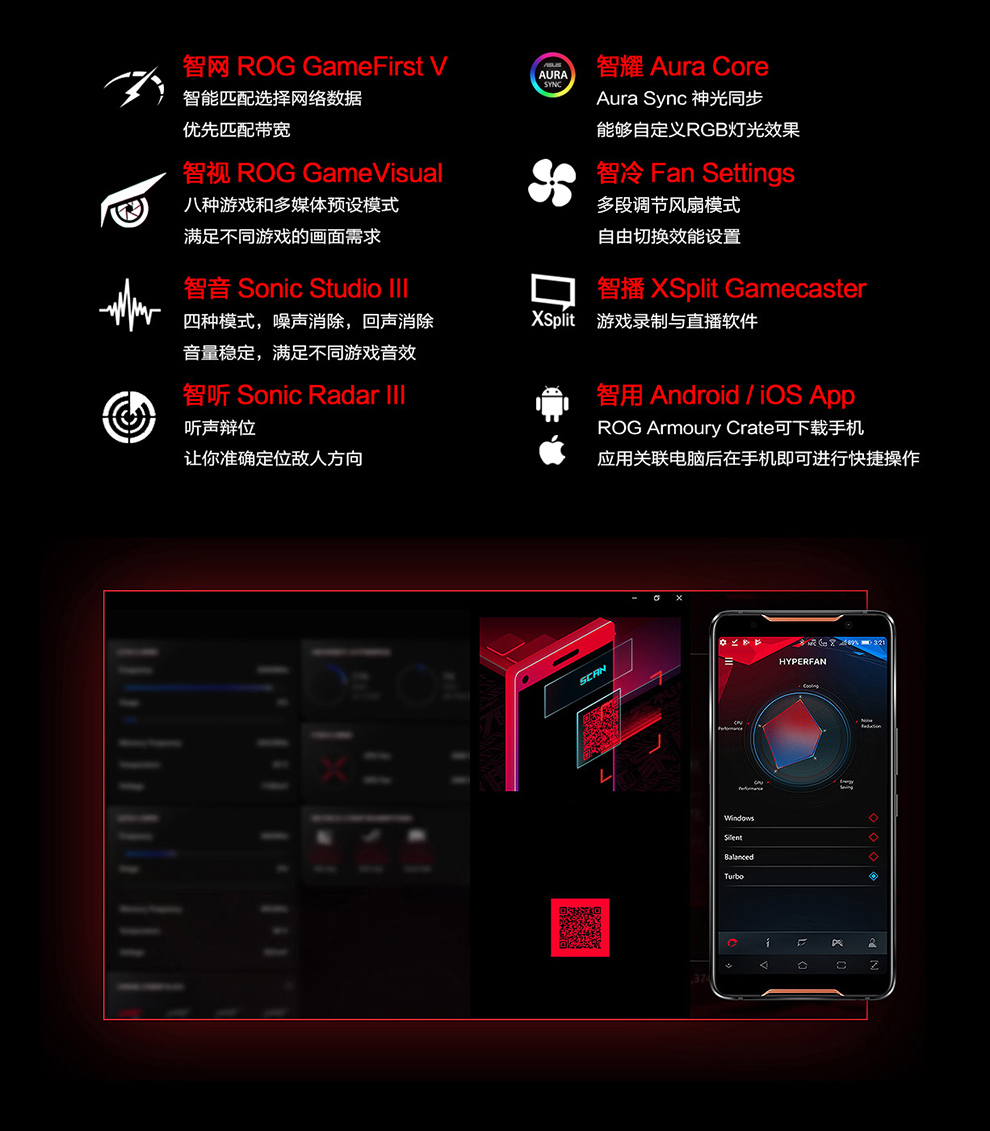 智网 ROG GameFirst V
智能匹配选择网络数据
优先匹配带宽
智视 ROG GameVisual
八种游戏和多媒体预设模式
满足不同游戏的画面需求
智音 Sonic Studio III
四种模式，噪声消除，回声消除
音量稳定，满足不同游戏音效
智听 Sonic Radar III
听声辩位
让你准确定位敌人方向
ASUS
AURA
SYNC
智耀 Aura Core
Aura Sync 神光同步
能够自定义RGB灯光效果
智冷 Fan Settings
多段调节风扇模式
自由切换效能设置
XSplit
智播 XSplit Gamecaster
游戏录制与直播软件
智用 Android / iOS App
ROG Armoury Crate可下载手机
应用关联电脑后在手机即可进行快捷操作
SCAN
89% 3:21
HYPERFAN
Cooling
CPU
Performance
Noise
Reduction
GPU
Performance
Energy
Saving
Windows
Silent
Balanced
Turbo